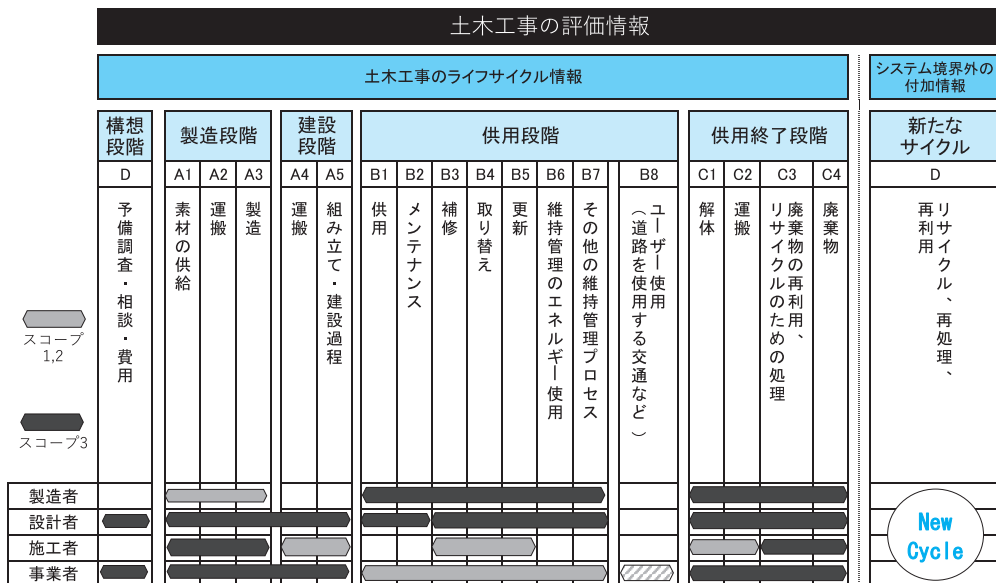 土木工事の評価情報
土木工事のライフサイクル情報
システム境界外の
付加情報
構想
段階
製造段階
建設
段階
供用段階
供用終了段階
新たな
サイクル
D
A1
A2
A3
A4
A5
B1
B2
B3
B4
B5
B6
B7
B8
C1
C2
C3
C4
D
予備調査・相談・費用
素材の供給
運搬
製造
運搬
組み立て・建設過程
供用
メンテナンス
補修
取り替え
更新
維持管理のエネルギー使用
その他の維持管理プロセス
ユーザー使用
（道路を使用する交通など）
解体
運搬
廃棄物の再利用、
リサイクルのための処理
廃棄物
リサイクル、再処理、
再利用
スコープ
1,2
スコープ3
製造者
設計者
施工者
事業者
New
Cycle